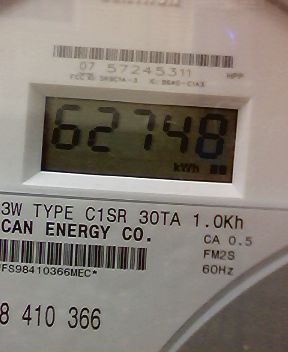 07 57245311 HPP
62748
kWh
3W TYPE C1SR 30TA 1.0Kh
CAN ENERGY CO. CA 0.5
FM2S
*FS98410366MEC* 60Hz
8 410 366